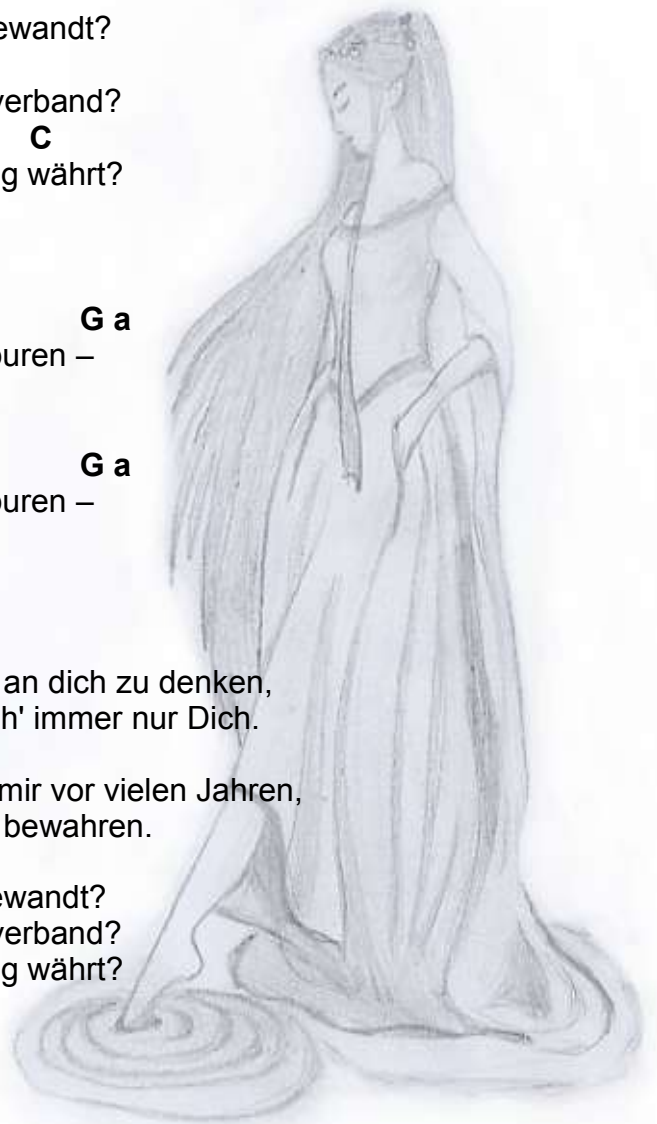 ewandt?
verband?
C
g währt?
G a
puren –
G a
puren –
an dich zu denken,
h' immer nur Dich.
mir vor vielen Jahren,
bewahren.
ewandt?
verband?
g währt?